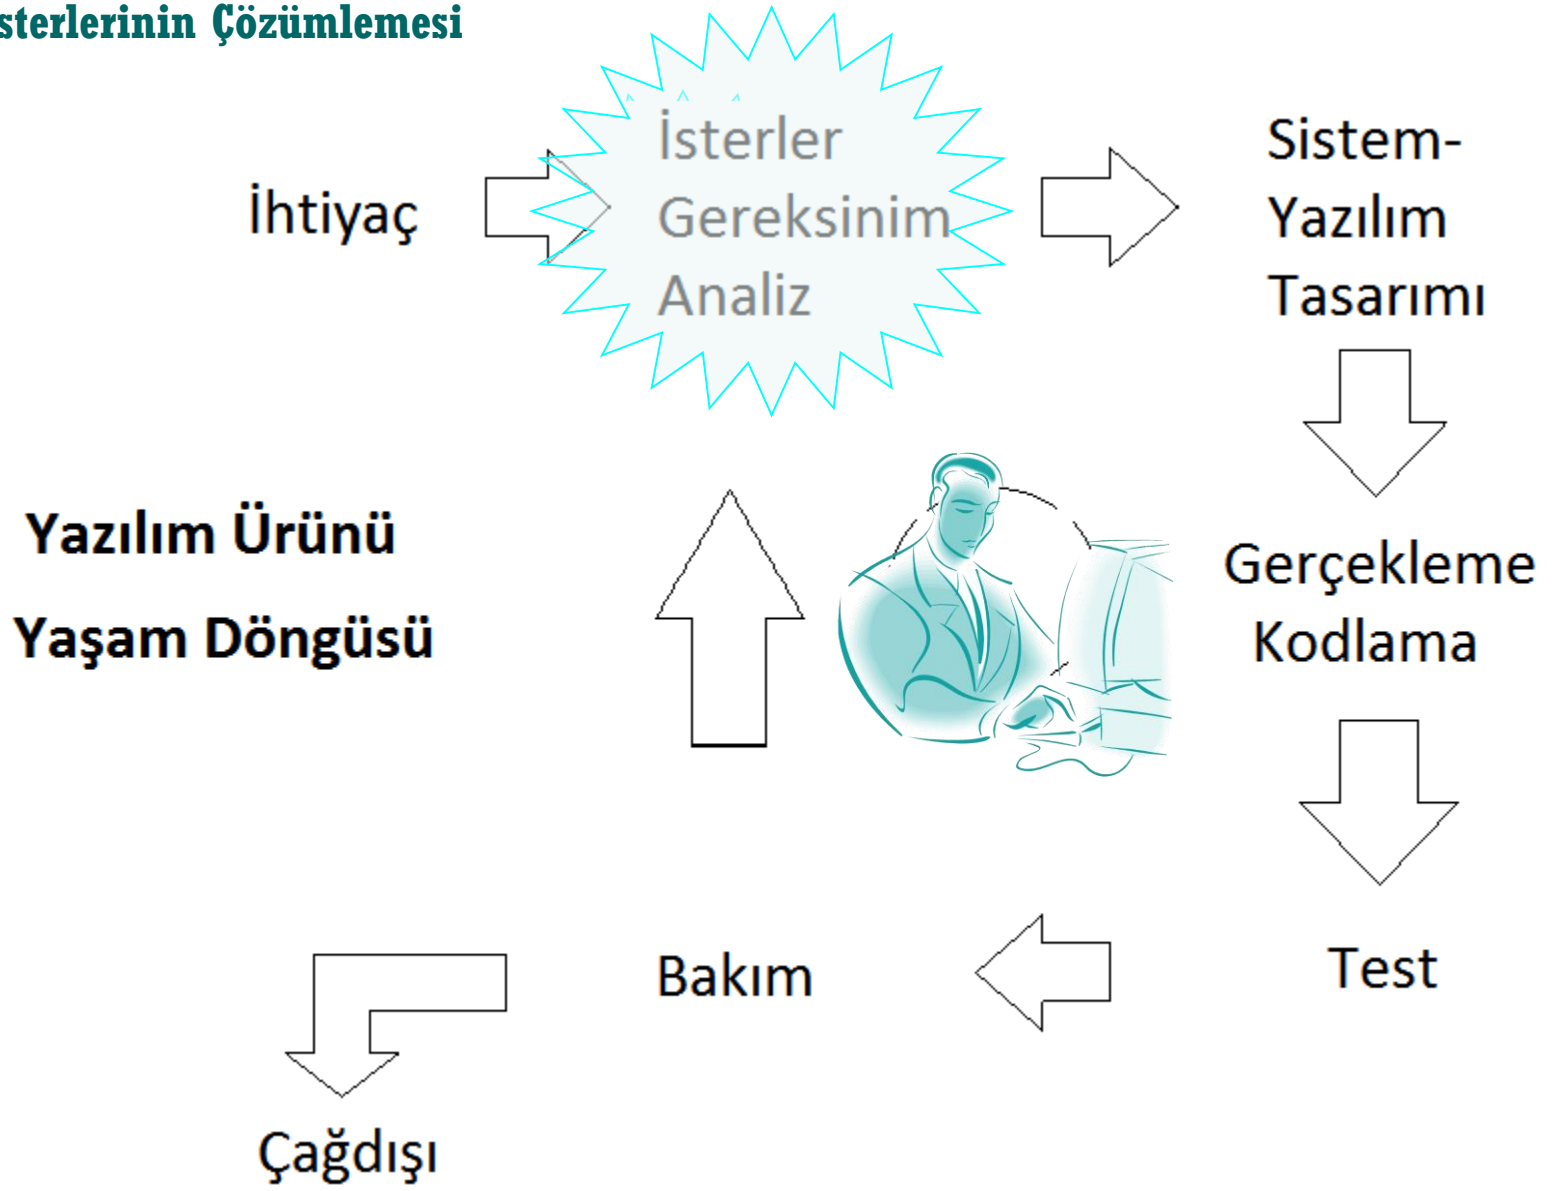 sterlerinin Çözümlemesi
İhtiyaç
İsterler
Gereksinim
Analiz
Sistem-
Yazılım
Tasarımı
Yazılım Ürünü
Yaşam Döngüsü
Gerçekleme
Kodlama
Bakım
Test
Çağdışı